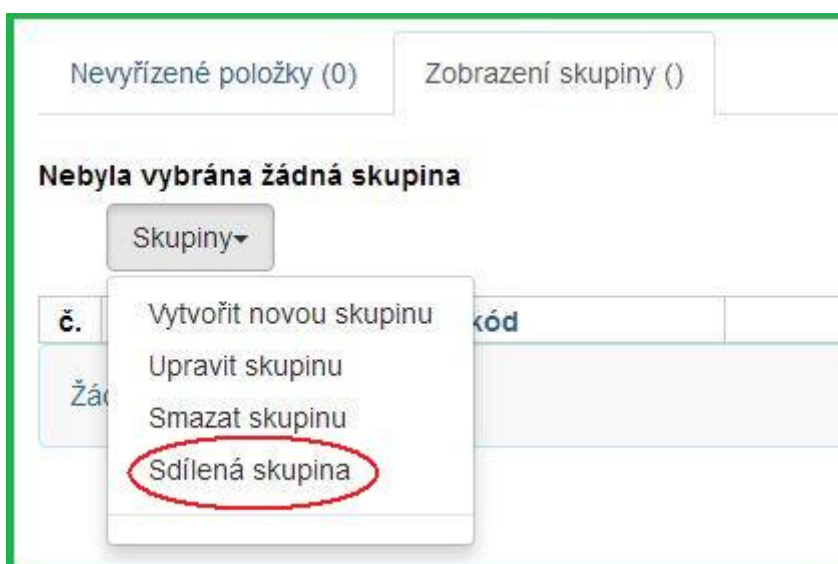 Nevyřízené položky (0) Zobrazení skupiny ()
Nebyla vybrána žádná skupina
Skupiny
č. kód
Vytvořit novou skupinu
Upravit skupinu
Smazat skupinu
Sdílená skupina